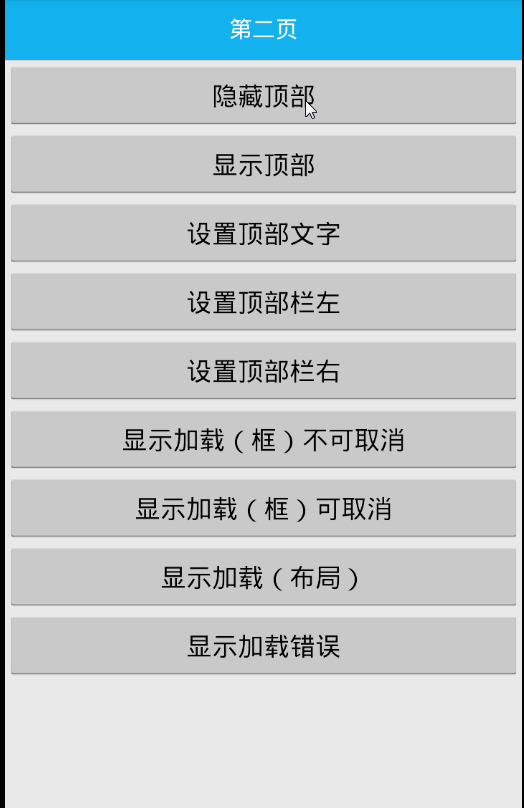 第二页
隐藏顶部
显示顶部
设置顶部文字
设置顶部栏左
设置顶部栏右
显示加载（框）不可取消
显示加载（框）可取消
显示加载（布局）
显示加载错误